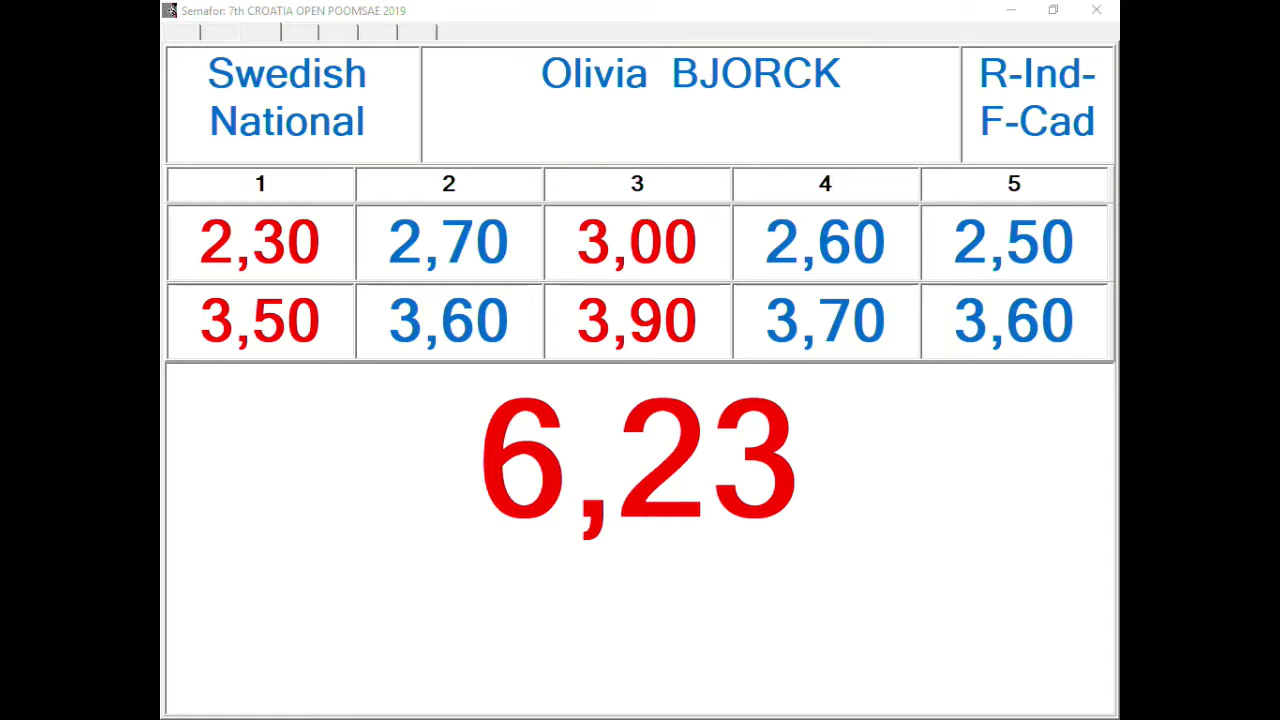 Semafor: 7th CROATIA OPEN POOMSAE 2019
Swedish National
Olivia BJORCK
R-Ind-F-Cad
1 2 3 4 5
2,30 2,70 3,00 2,60 2,50
3,50 3,60 3,90 3,70 3,60
6,23